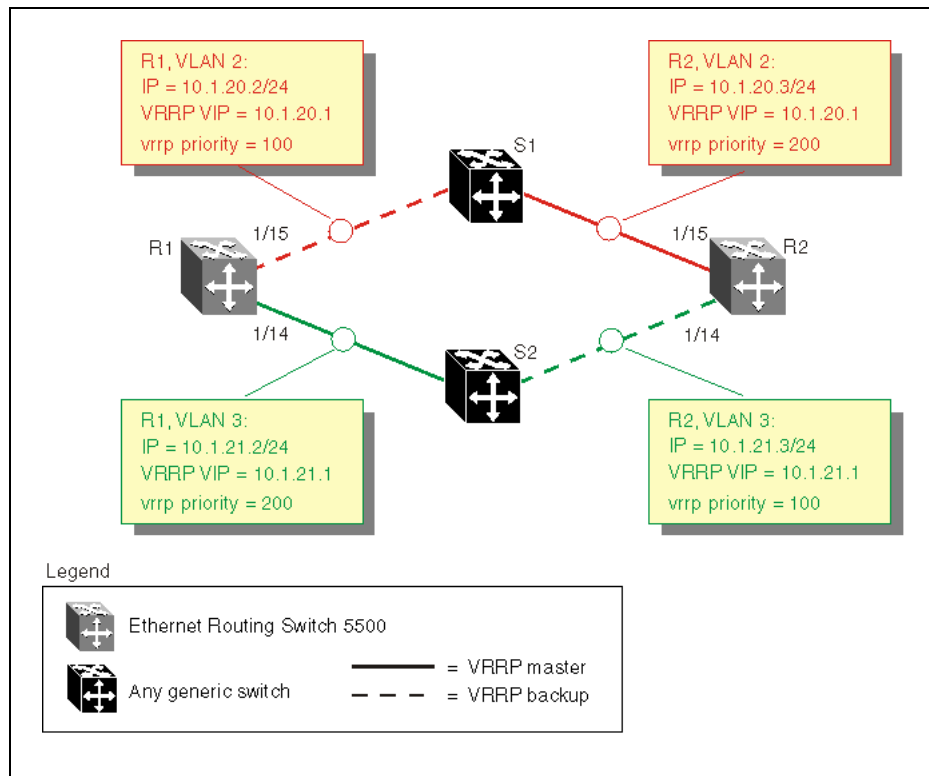 R1, VLAN 2:
IP = 10.1.20.2/24
VRRP VIP = 10.1.20.1
vrrp priority = 100
R2, VLAN 2:
IP = 10.1.20.3/24
VRRP VIP = 10.1.20.1
vrrp priority = 200
S1
R1
1/15
1/15
R2
1/14
S2
1/14
R1, VLAN 3:
IP = 10.1.21.2/24
VRRP VIP = 10.1.21.1
vrrp priority = 200
R2, VLAN 3:
IP = 10.1.21.3/24
VRRP VIP = 10.1.21.1
vrrp priority = 100
Legend
Ethernet Routing Switch 5500
Any generic switch
= VRRP master
= VRRP backup